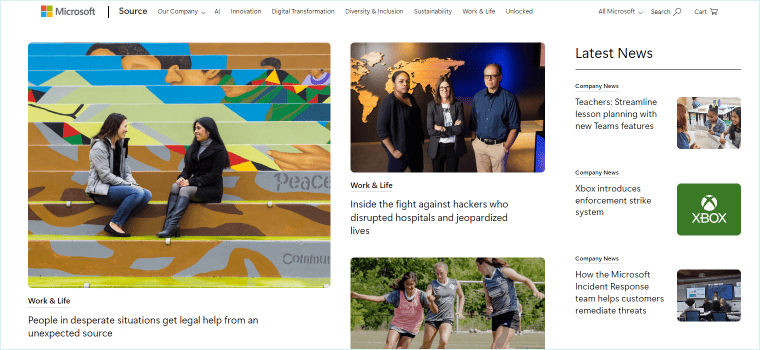 Microsoft
Source
Our Company
AI
Innovation
Digital Transformation
Diversity & Inclusion
Sustainability
Work & Life
Unlocked
All Microsoft
Search
Cart
Peace
Commun
Work & Life
People in desperate situations get legal help from an
unexpected source
Work & Life
Inside the fight against hackers who
disrupted hospitals and jeopardized
lives
Latest News
Company News
Teachers: Streamline
lesson planning with
new Teams features
Company News
Xbox introduces
enforcement strike
system
XBOX
Company News
How the Microsoft
Incident Response
team helps customers
remediate threats